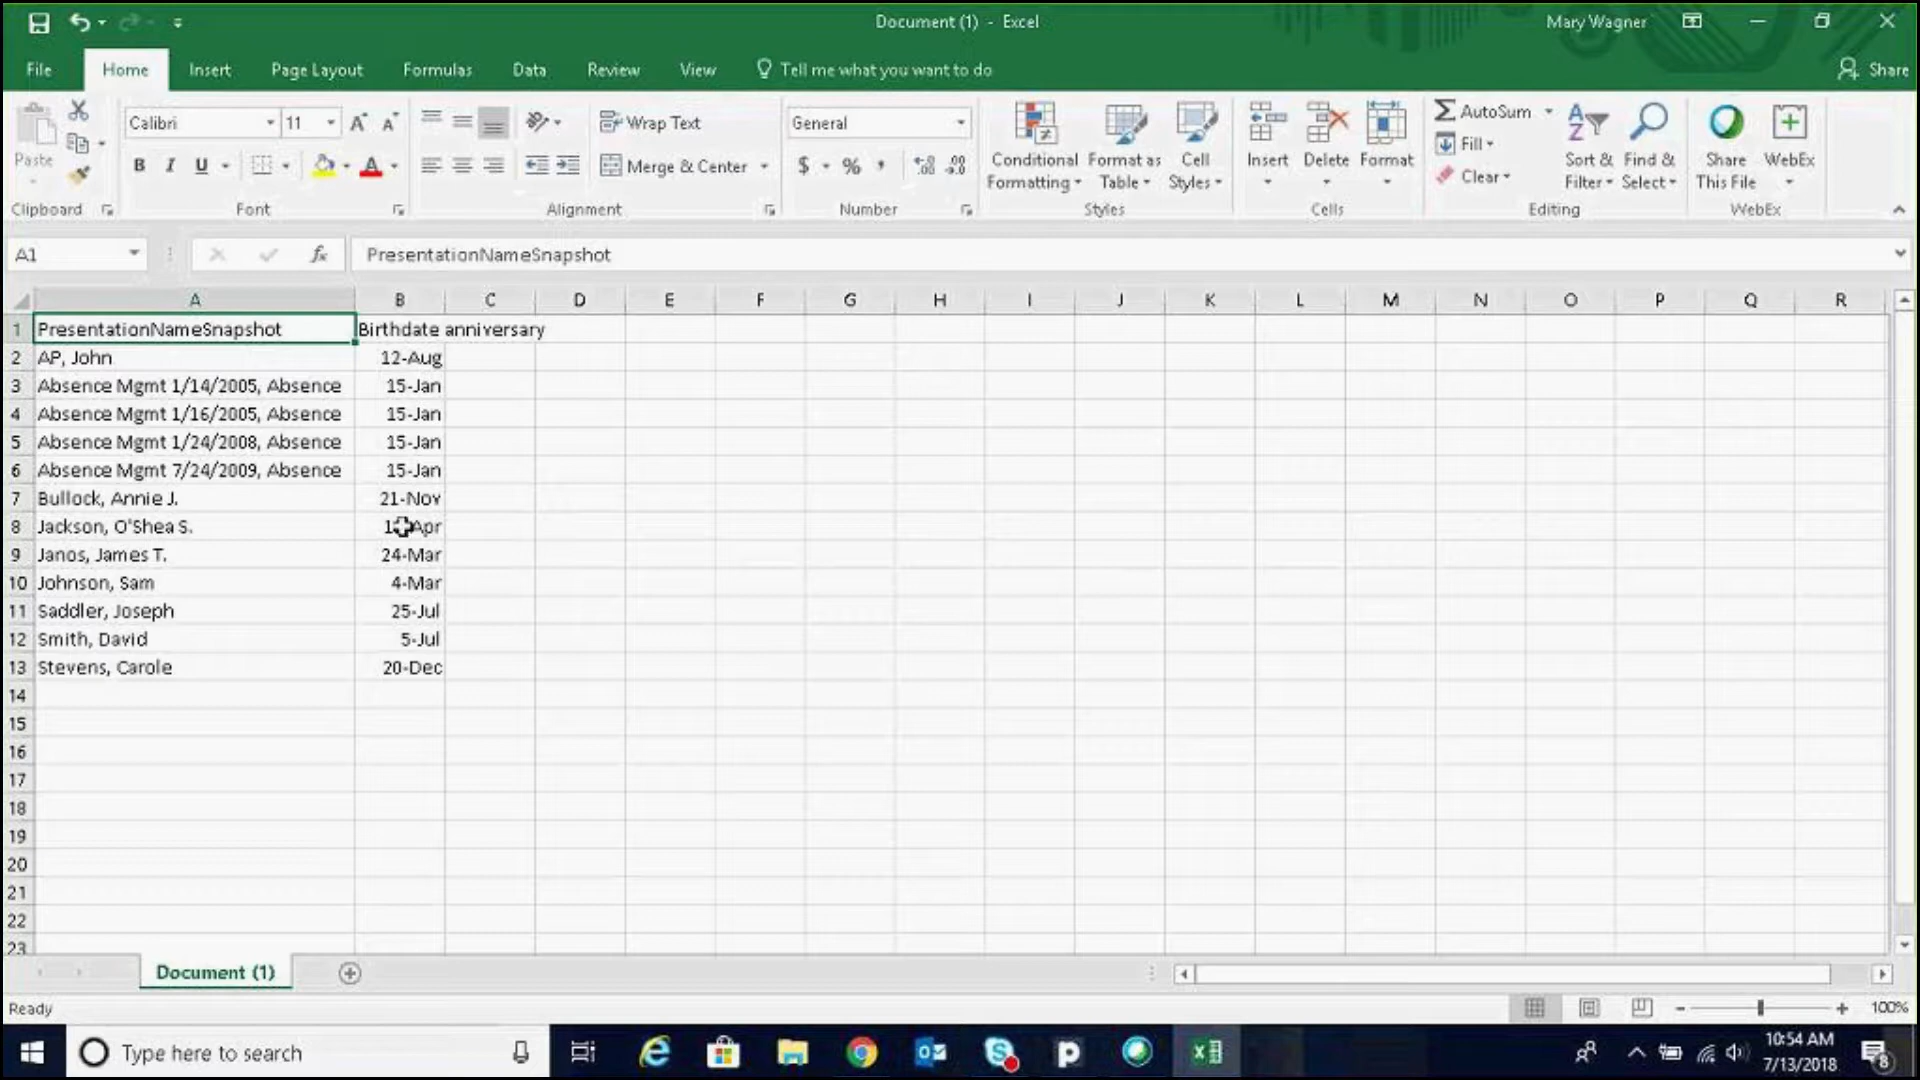 Document (1) - Excel
Mary Wagner
File Home Insert Page Layout Formulas Data Review View Tell me what you want to do
Share
Paste
Clipboard
Calibri 11
B I U
Font
Wrap Text
Merge & Center
Alignment
General
$ %
Number
Conditional Formatting
Format as Table
Cell Styles
Styles
Insert
Delete
Format
Cells
AutoSum
Fill
Clear
Sort & Filter
Find & Select
Editing
Share This File
WebEx
WebEx
A1
fx
PresentationNameSnapshot
A B C D E F G H I J K L M N O P Q R
1 PresentationNameSnapshot Birthdate anniversary
2 AP, John 12-Aug
3 Absence Mgmt 1/14/2005, Absence 15-Jan
4 Absence Mgmt 1/16/2005, Absence 15-Jan
5 Absence Mgmt 1/24/2008, Absence 15-Jan
6 Absence Mgmt 7/24/2009, Absence 15-Jan
7 Bullock, Annie J. 21-Nov
8 Jackson, O'Shea S.
9 Janos, James T. 24-Mar
10 Johnson, Sam 4-Mar
11 Saddler, Joseph 25-Jul
12 Smith, David 5-Jul
13 Stevens, Carole 20-Dec
14
15
16
17
18
19
20
21
22
23
Document (1)
Ready
100%
Type here to search
10:54 AM
7/13/2018
8